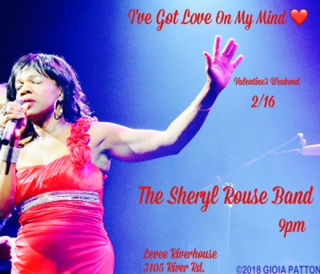 I've Got Love On My Mind ❤️
Valentine's Weekend
2/16
The Sheryl Rouse Band
9pm
Levee Riverhouse
3105 River Rd.
©2018 GIOIA PATTON